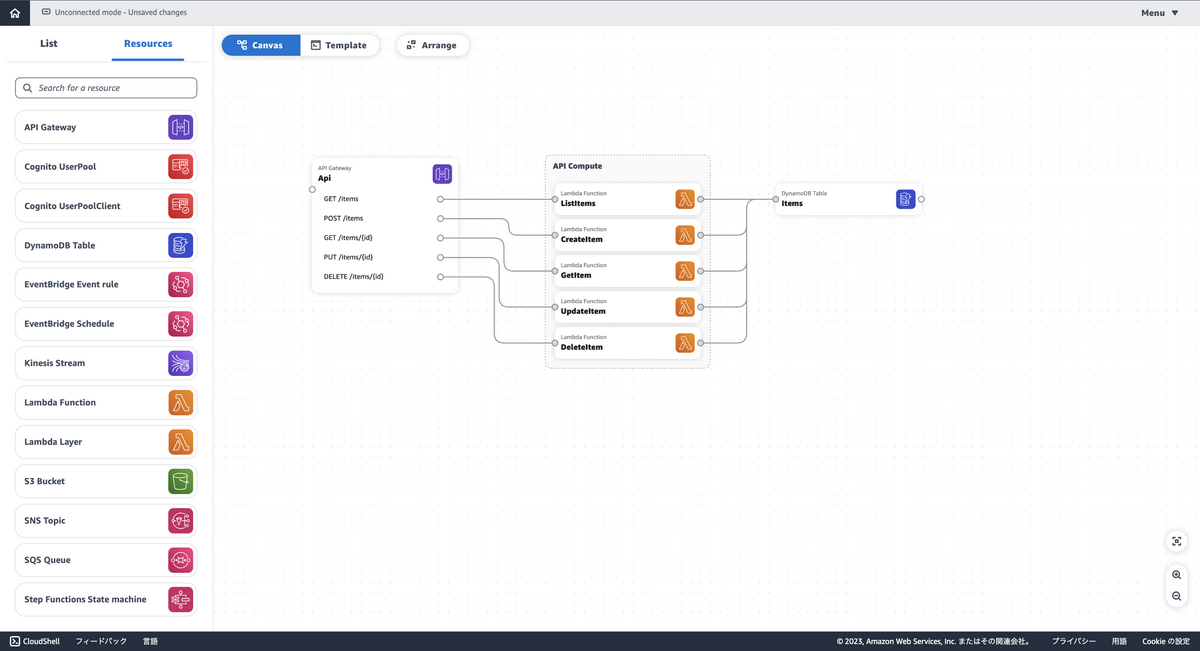 Unconnected mode - Unsaved changes
Menu
List
Resources
Canvas
Template
Arrange
Search for a resource
API Gateway
Cognito UserPool
Cognito UserPoolClient
DynamoDB Table
EventBridge Event rule
EventBridge Schedule
Kinesis Stream
Lambda Function
Lambda Layer
S3 Bucket
SNS Topic
SQS Queue
Step Functions State machine
API Gateway
Api
GET /items
POST /items
GET /items/{id}
PUT /items/{id}
DELETE /items/{id}
API Compute
Lambda Function
ListItems
Lambda Function
CreateItem
Lambda Function
GetItem
Lambda Function
UpdateItem
Lambda Function
DeleteItem
DynamoDB Table
Items
CloudShell
フィードバック
言語
© 2023, Amazon Web Services, Inc. またはその関連会社。
プライバシー
用語
Cookie の設定